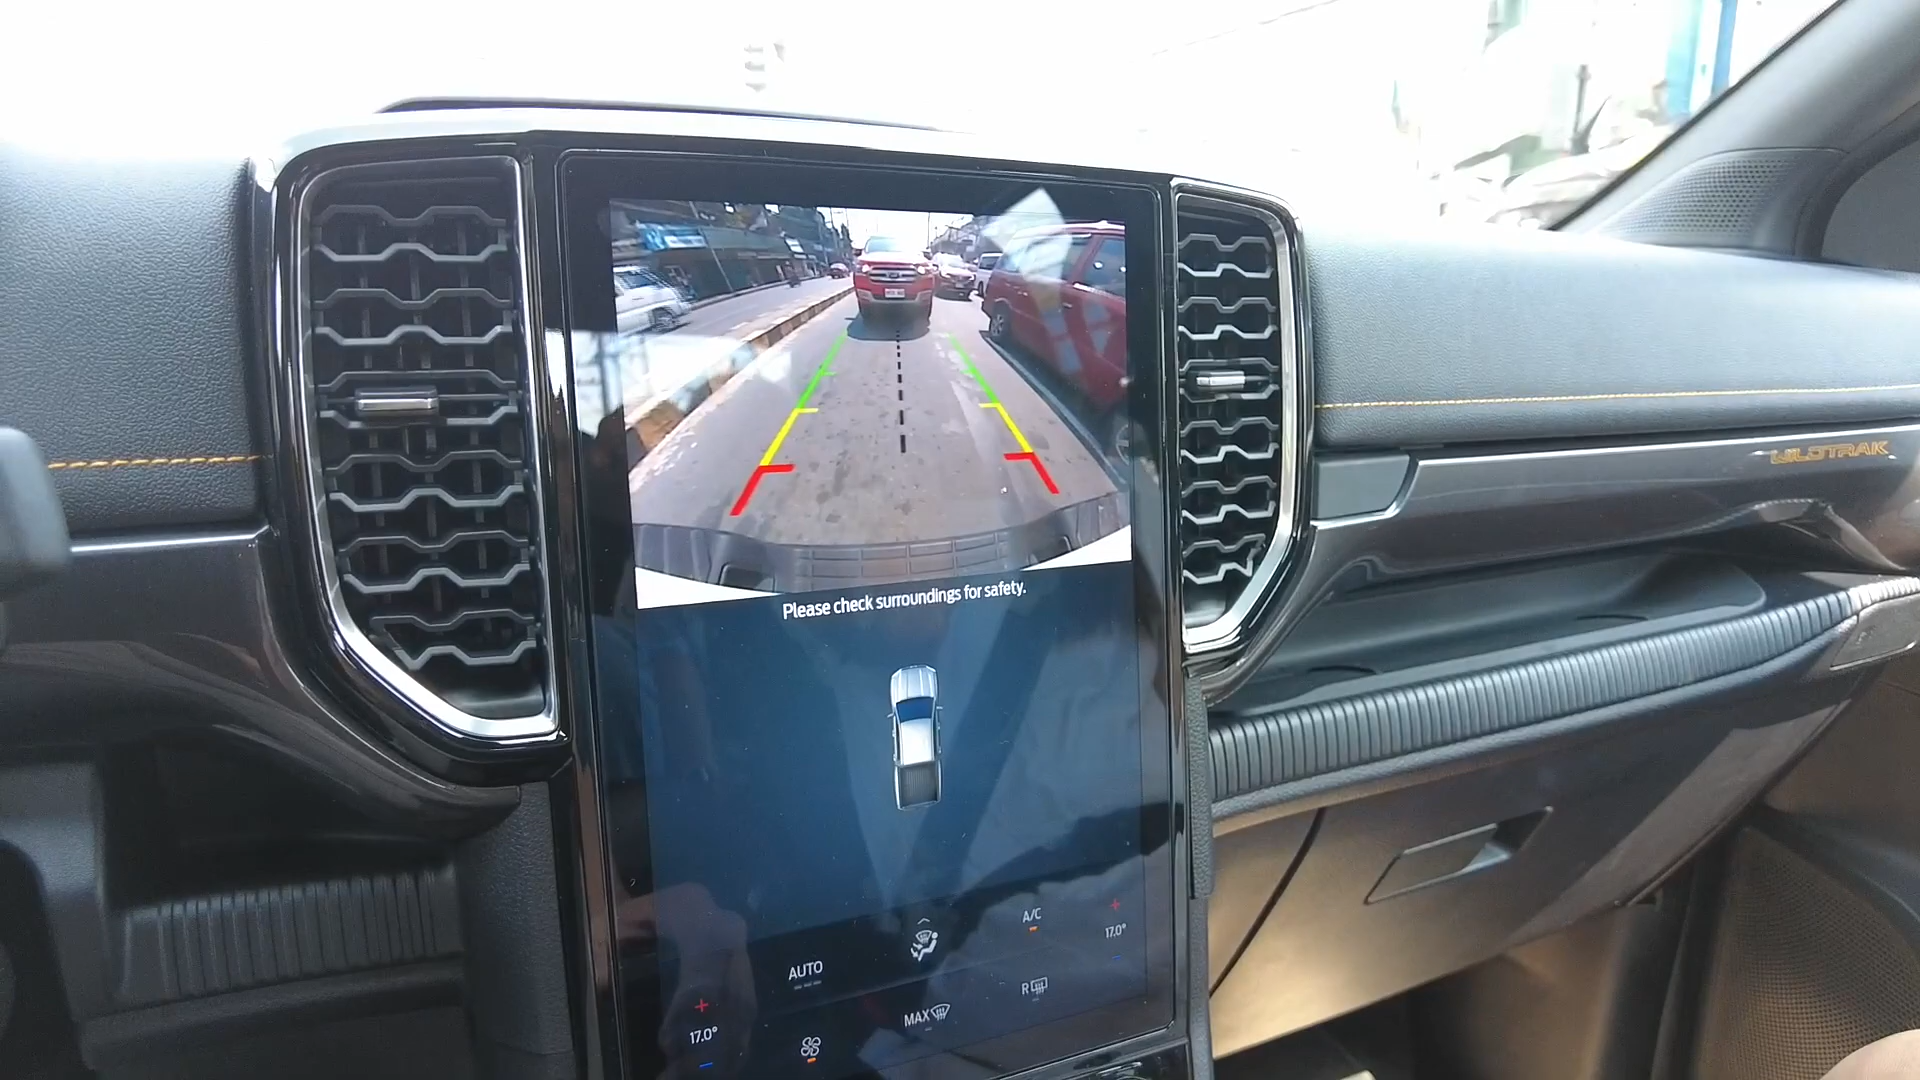 WILDTRAK
Please check surroundings for safety.
A/C
17.0°
AUTO
R
MAX
17.0°